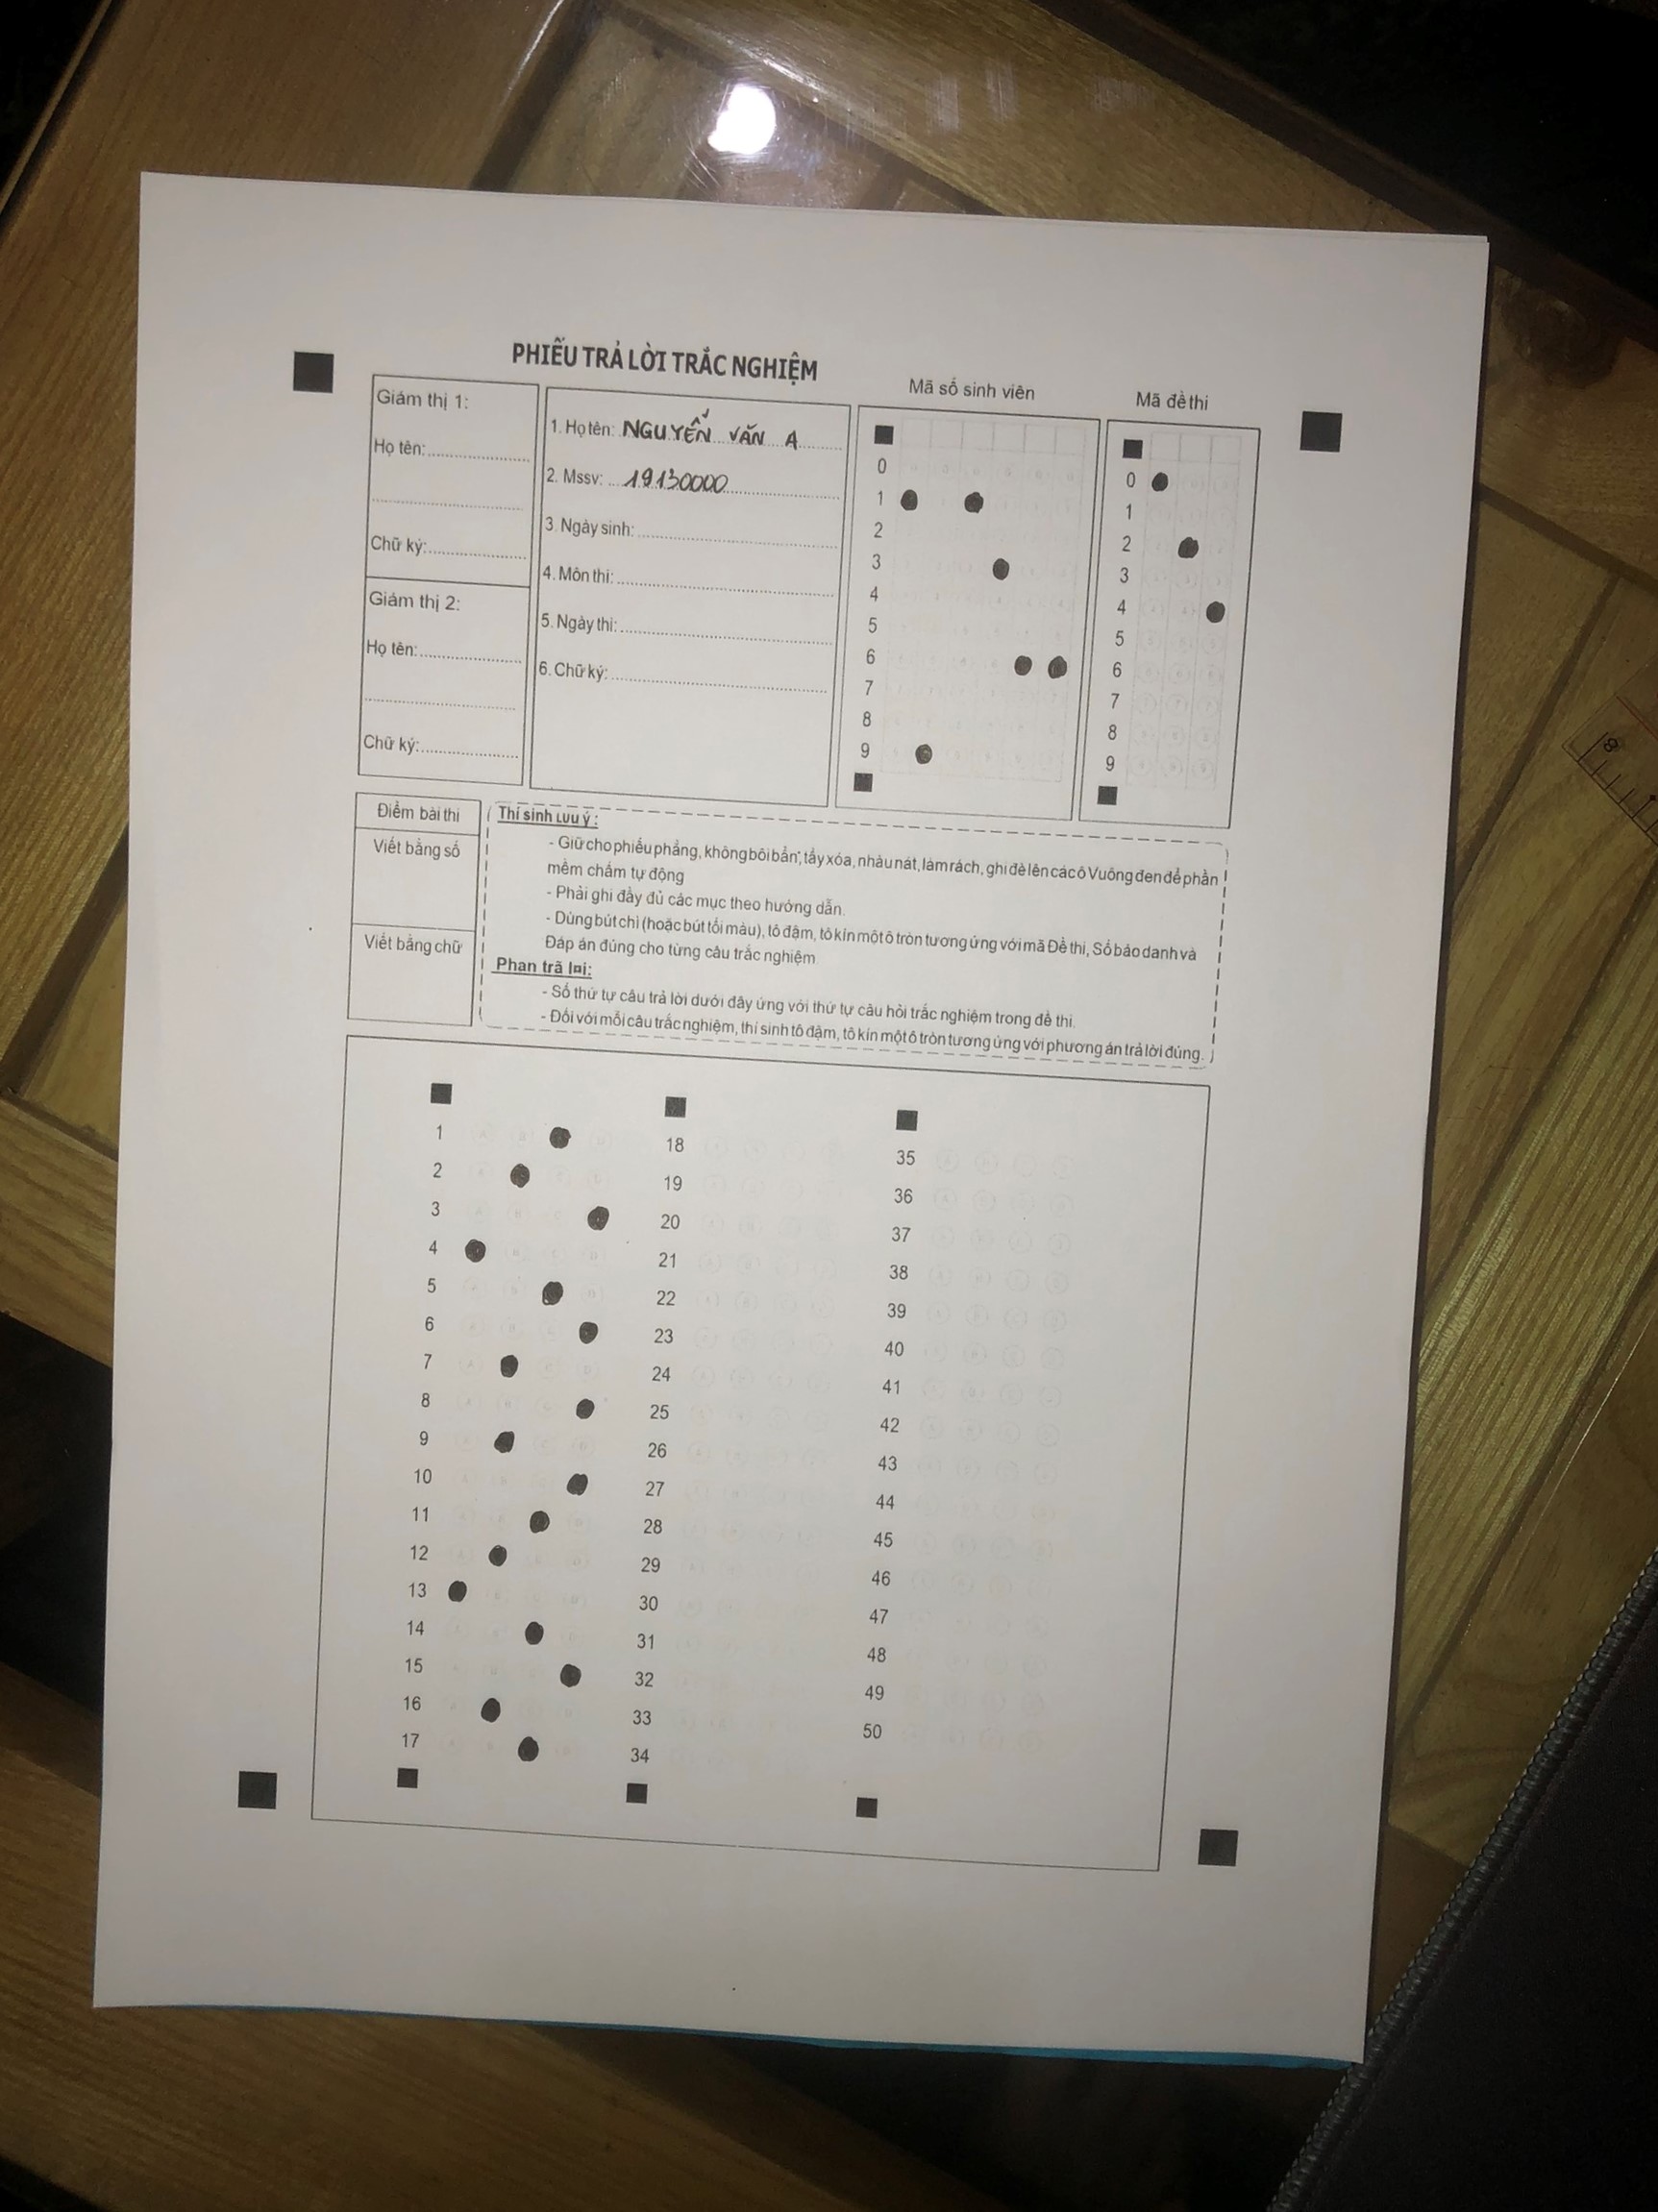 PHIẾU TRẢ LỜI TRẮC NGHIỆM
Giám thị 1:
Họ tên:
Chữ ký:
Giám thị 2:
Họ tên:
Chữ ký:
1. Họ tên: NGUYỄN VĂN A
2. Mssv: 19130000
3. Ngày sinh:
4. Môn thi:
5. Ngày thi:
6. Chữ ký:
Mã số sinh viên
0
1
2
3
4
5
6
7
8
9
Mã đề thi
0
1
2
3
4
5
6
7
8
9
Điểm bài thi
Viết bằng số
Viết bằng chữ
Thí sinh Lưu ý:
- Giữ cho phiếu phẳng, không bôi bẩn, tẩy xóa, nhàu nát, làm rách, ghi đè lên các ô Vuông đen để phần
mềm chấm tự động
- Phải ghi đầy đủ các mục theo hướng dẫn.
- Dùng bút chì (hoặc bút tối màu), tô đậm, tô kín một ô tròn tương ứng với mã Đề thi, Số báo danh và
Đáp án đúng cho từng câu trắc nghiệm
Phan trã lại:
- Số thứ tự câu trả lời dưới đây ứng với thứ tự câu hỏi trắc nghiệm trong đề thi.
- Đối với mỗi câu trắc nghiệm, thí sinh tô đậm, tô kín một ô tròn tương ứng với phương án trả lời đúng.
1
2
3
4
5
6
7
8
9
10
11
12
13
14
15
16
17
18
19
20
21
22
23
24
25
26
27
28
29
30
31
32
33
34
35
36
37
38
39
40
41
42
43
44
45
46
47
48
49
50
8